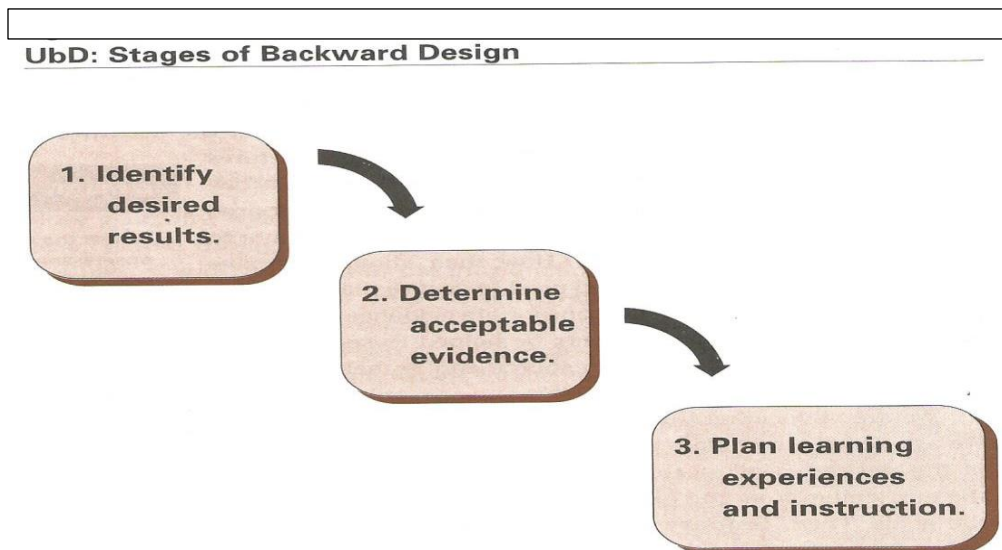 UbD: Stages of Backward Design
1. Identify
desired
results.
2. Determine
acceptable
evidence.
3. Plan learning
experiences
and instruction.